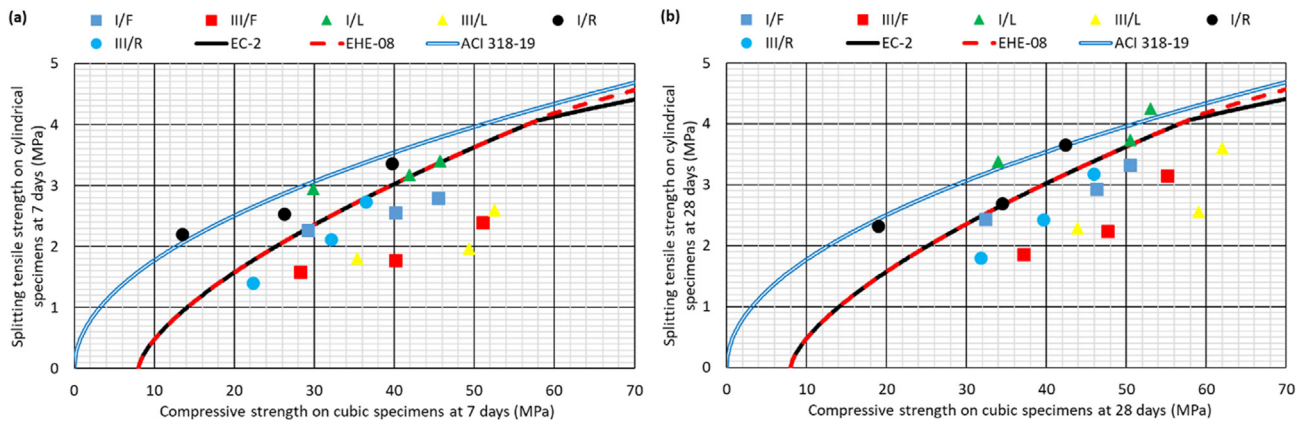 (a)
I/F
III/F
I/L
III/L
I/R
III/R
EC-2
EHE-08
ACI 318-19
Splitting tensile strength on cylindrical
specimens at 7 days (MPa)
5
4
3
2
1
0
0 10 20 30 40 50 60 70
Compressive strength on cubic specimens at 7 days (MPa)
(b)
I/F
III/F
I/L
III/L
I/R
III/R
EC-2
EHE-08
ACI 318-19
Splitting tensile strength on cylindrical
specimens at 28 days (MPa)
5
4
3
2
1
0
0 10 20 30 40 50 60 70
Compressive strength on cubic specimens at 28 days (MPa)